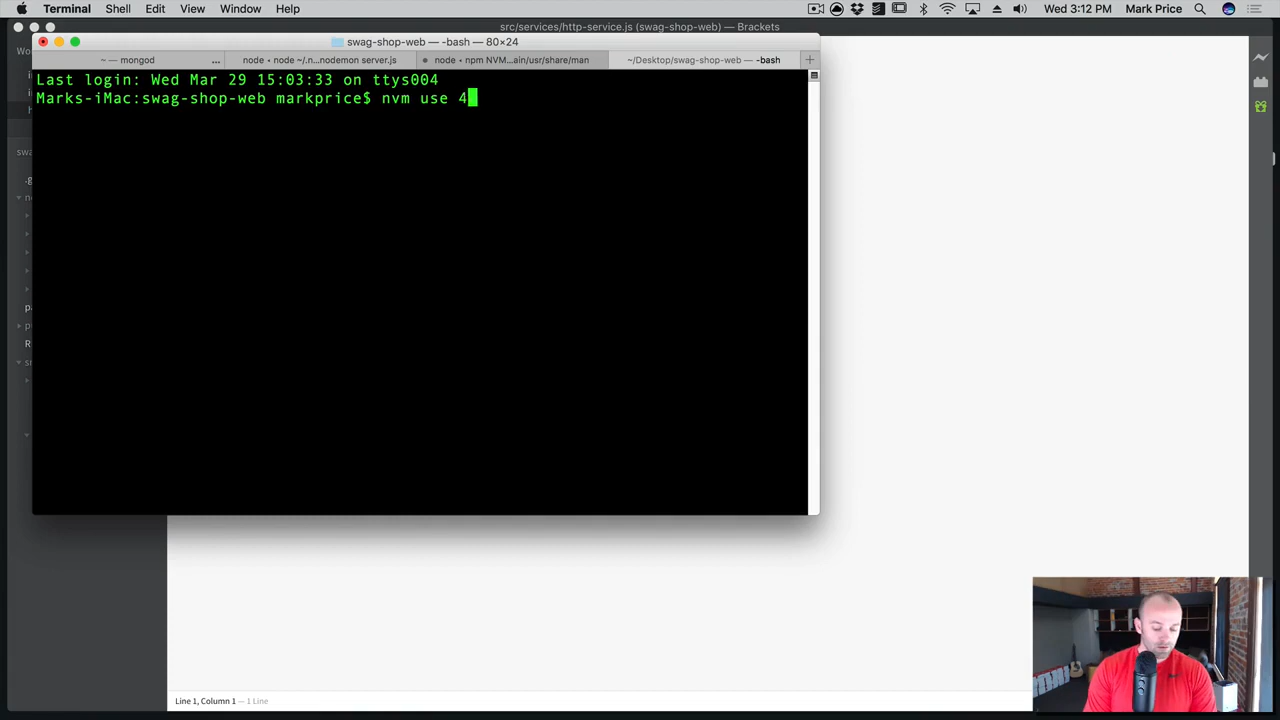 Terminal Shell Edit View Window Help Wed 3:12 PM Mark Price
src/services/http-service.js (swag-shop-web) — Brackets
swag-shop-web — -bash — 80×24
~ — mongod ... node • node ~/.n...nodemon server.js node • npm NVM...ain/usr/share/man ~/Desktop/swag-shop-web — -bash +
Last login: Wed Mar 29 15:03:33 on ttys004
Marks-iMac:swag-shop-web markprice$ nvm use 4
Line 1, Column 1 — 1 Line